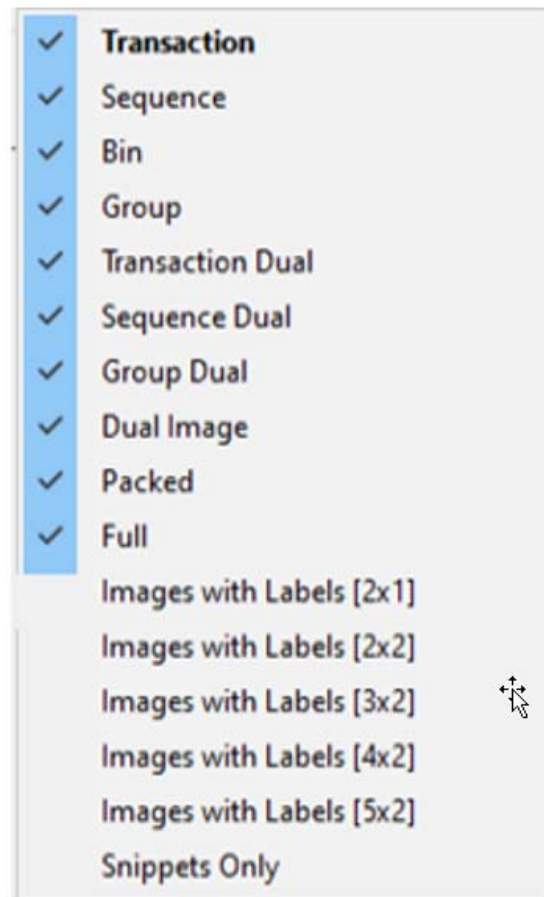 Transaction
Sequence
Bin
Group
Transaction Dual
Sequence Dual
Group Dual
Dual Image
Packed
Full
Images with Labels [2x1]
Images with Labels [2x2]
Images with Labels [3x2]
Images with Labels [4x2]
Images with Labels [5x2]
Snippets Only